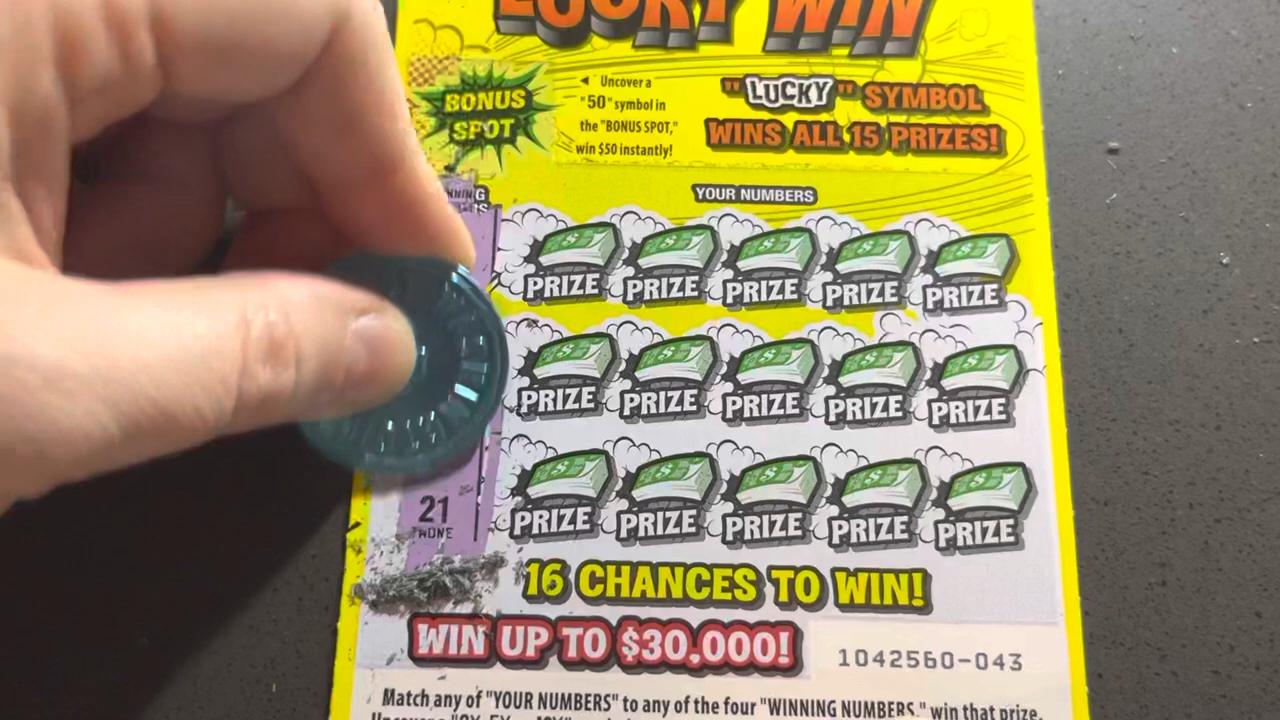 LUCKY WIN
BONUS
SPOT
Uncover a
"50" symbol in
the "BONUS SPOT,"
win $50 instantly!
"LUCKY" SYMBOL
WINS ALL 15 PRIZES!
YOUR NUMBERS
PRIZE PRIZE PRIZE PRIZE PRIZE
PRIZE PRIZE PRIZE PRIZE PRIZE
PRIZE PRIZE PRIZE PRIZE PRIZE
21
TWONE
16 CHANCES TO WIN!
WIN UP TO $30,000!
1042560-043
Match any of "YOUR NUMBERS" to any of the four "WINNING NUMBERS," win that prize.